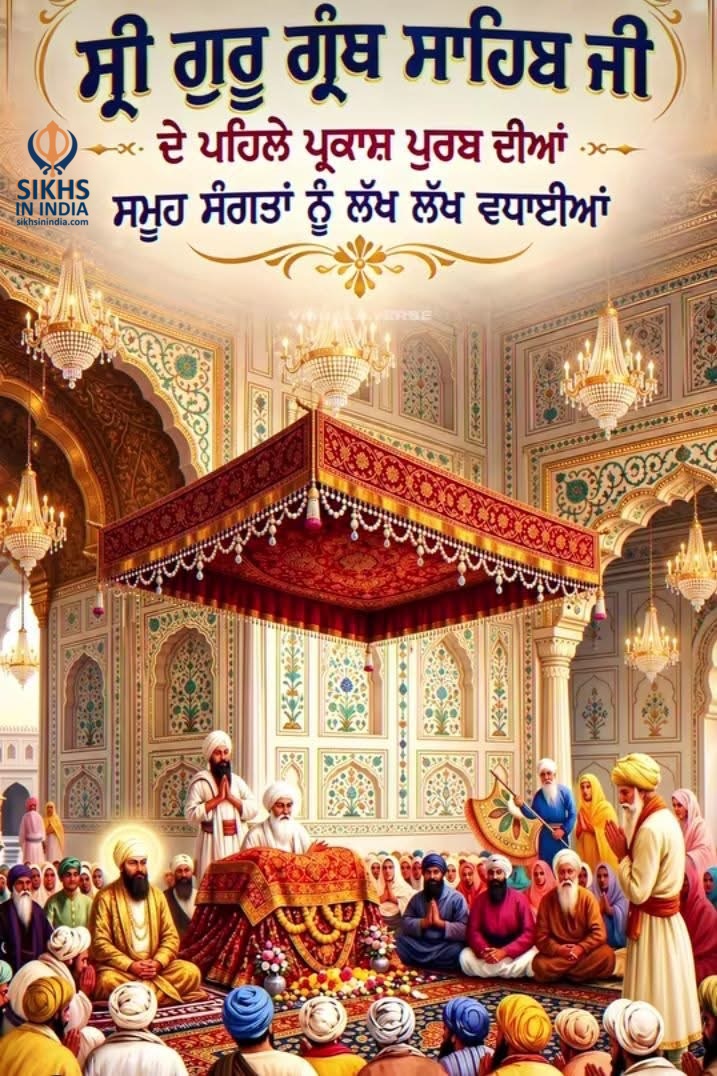 ਸ੍ਰੀ ਗੁਰੂ ਗ੍ਰੰਥ ਸਾਹਿਬ ਜੀ
ਦੇ ਪਹਿਲੇ ਪ੍ਰਕਾਸ਼ ਪੁਰਬ ਦੀਆਂ
ਸਮੂਹ ਸੰਗਤਾਂ ਨੂੰ ਲੱਖ ਲੱਖ ਵਧਾਈਆਂ
SIKHS
IN INDIA
sikhsinindia.com